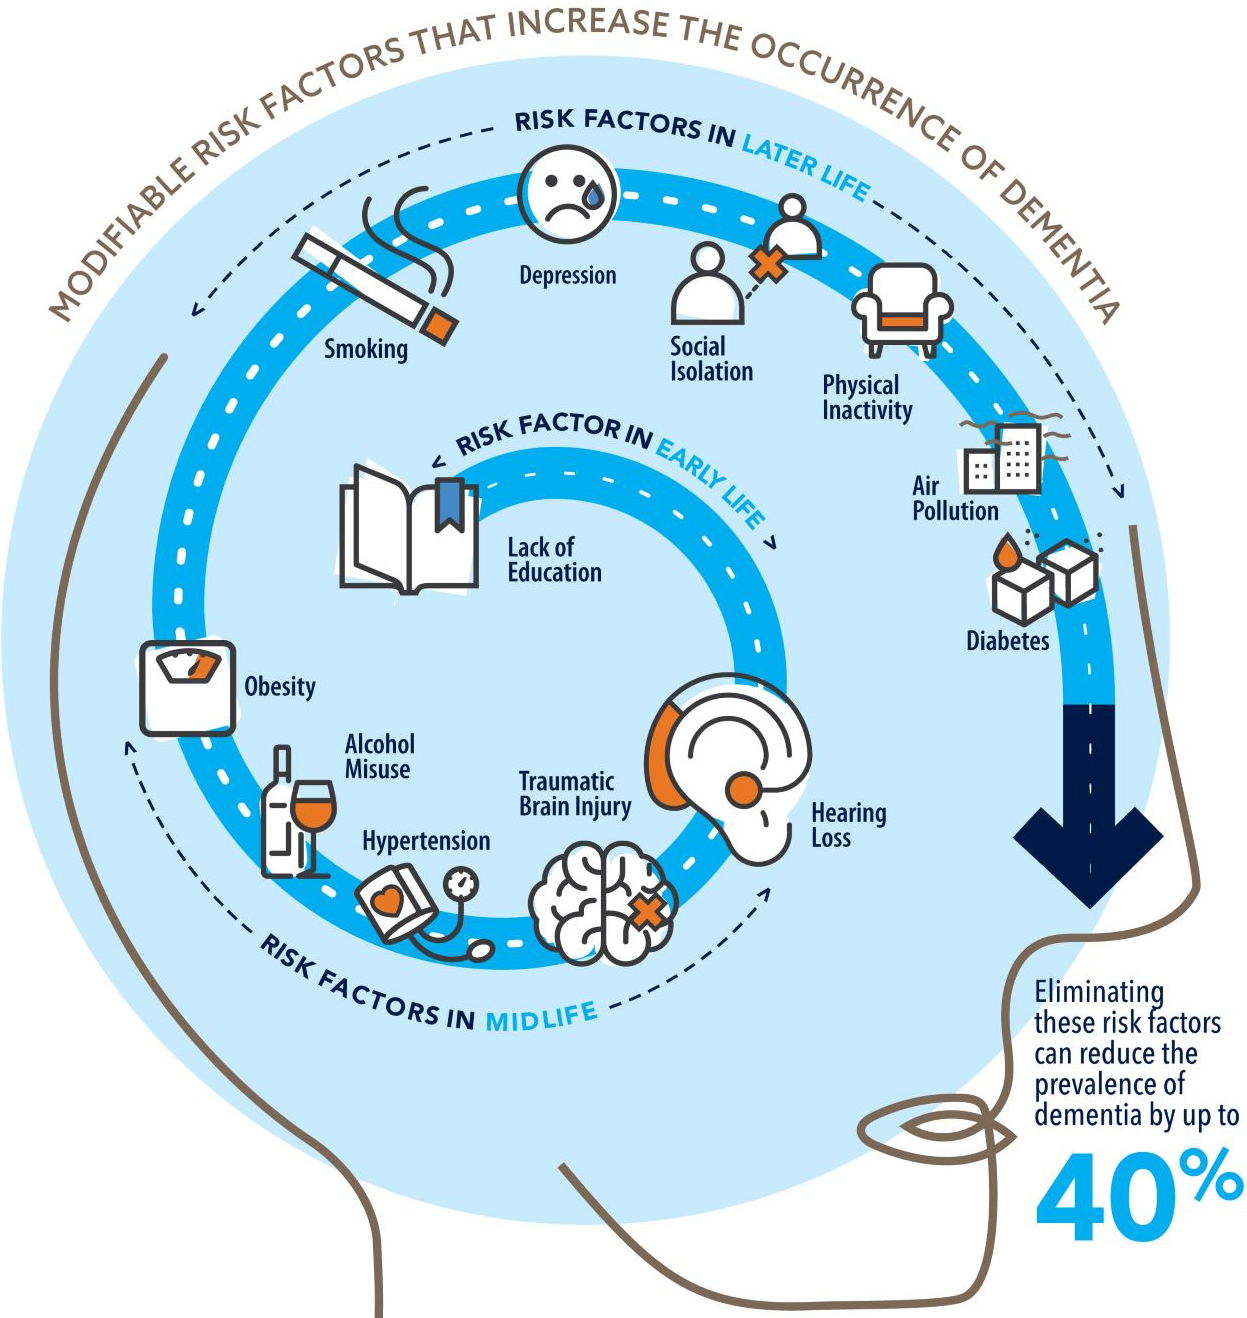 MODIFIABLE RISK FACTORS THAT INCREASE THE OCCURRENCE OF DEMENTIA
RISK FACTORS IN LATER LIFE
Depression
Smoking
Social
Isolation
Physical
Inactivity
Air
Pollution
Diabetes
RISK FACTOR IN EARLY LIFE
Lack of
Education
Obesity
Alcohol
Misuse
Hypertension
Traumatic
Brain Injury
Hearing
Loss
RISK FACTORS IN MIDLIFE
Eliminating
these risk factors
can reduce the
prevalence of
dementia by up to
40%